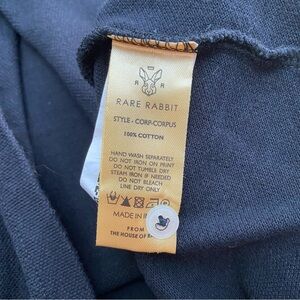 R R
RARE RABBIT
STYLE - CORP-CORPUS
100% COTTON
HAND WASH SEPARATELY
DO NOT IRON ON PRINT
DO NOT TUMBLE DRY
STEAM IRON IF NEEDED
DO NOT BLEACH
LINE DRY ONLY
MADE IN
FROM
THE HOUSE OF